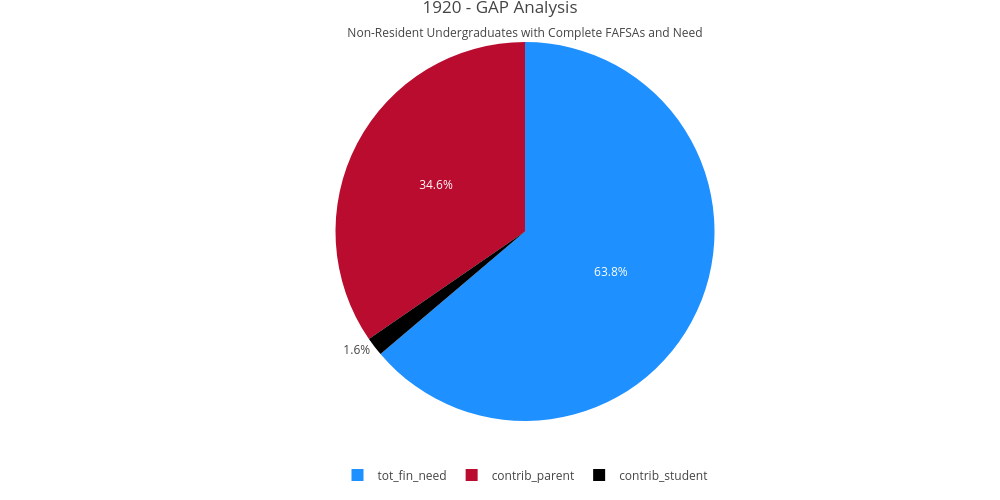 1920 - GAP Analysis
Non-Resident Undergraduates with Complete FAFSAs and Need
34.6%
63.8%
1.6%
tot_fin_need contrib_parent contrib_student